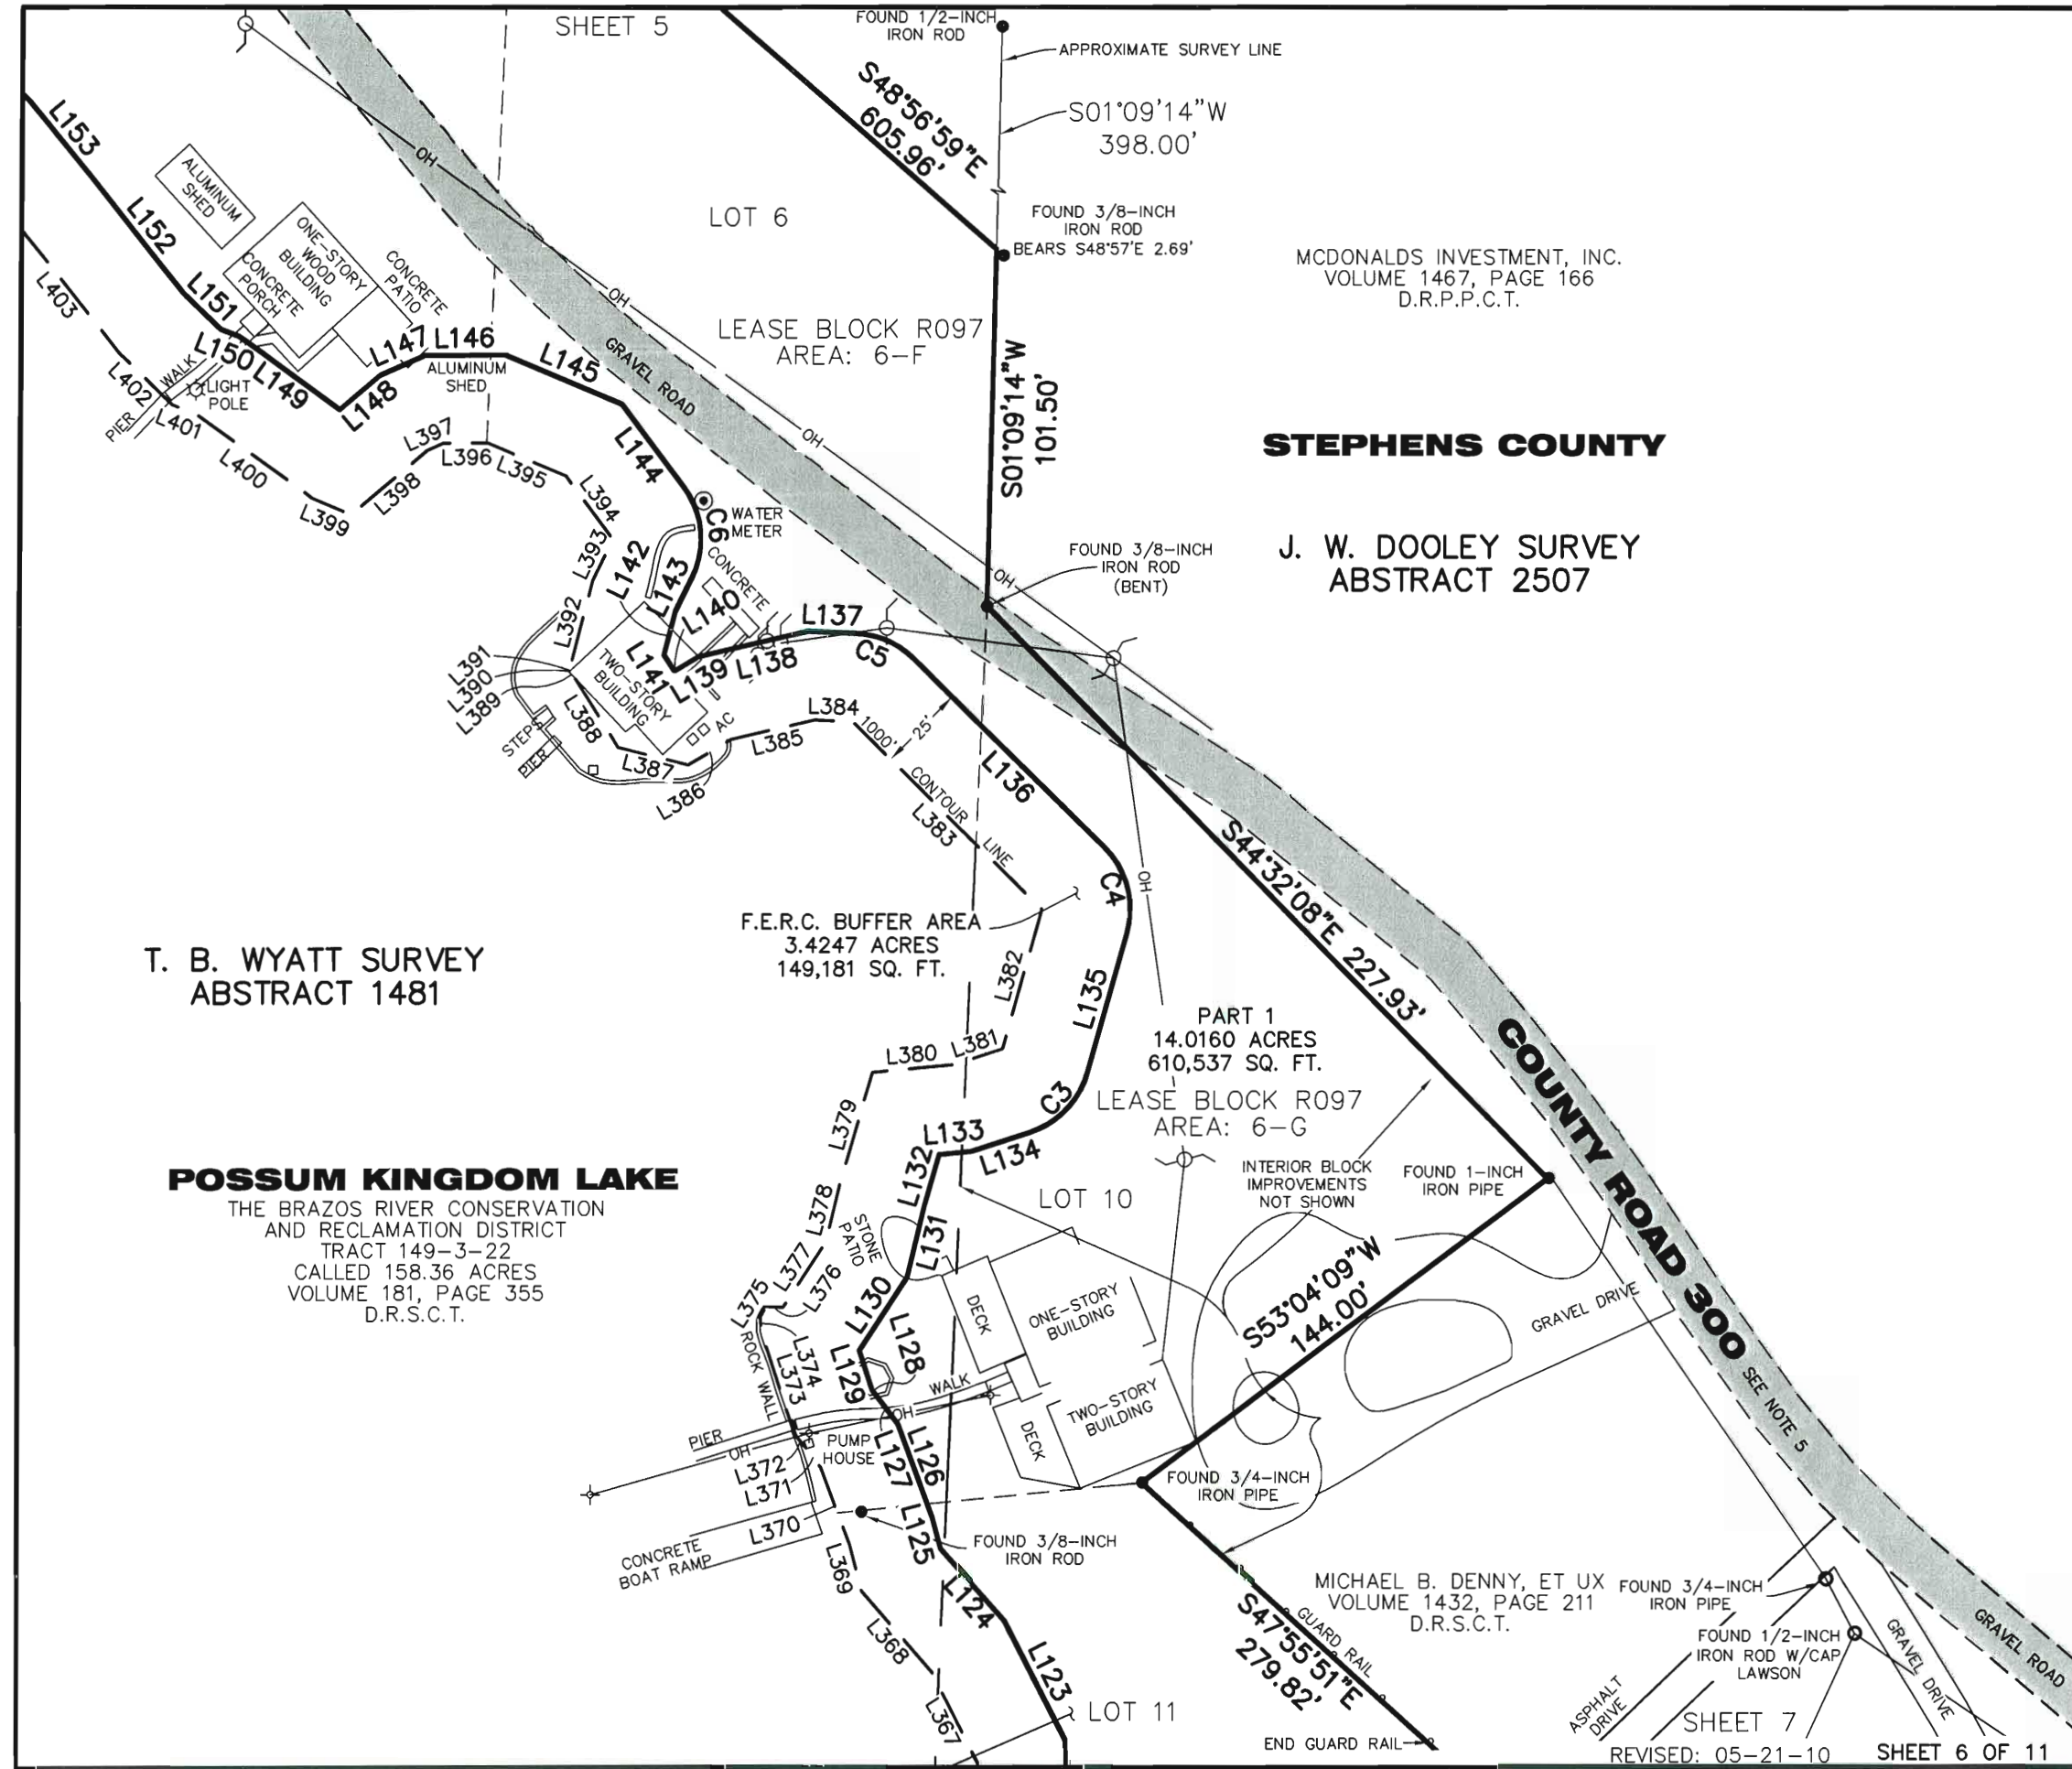 SHEET 5
FOUND 1/2-INCH
IRON ROD
APPROXIMATE SURVEY LINE
S48°56'59"E
605.96'
S01°09'14"W
398.00'
L153
ALUMINUM
SHED
OH
L152
ONE-STORY
WOOD
BUILDING
CONCRETE
PORCH
CONCRETE
PATIO
LOT 6
FOUND 3/8-INCH
IRON ROD
BEARS S48°57'E 2.69'
MCDONALDS INVESTMENT, INC.
VOLUME 1467, PAGE 166
D.R.P.P.C.T.
L403
L151
L150
L149
L148
L147
L146
L145
ALUMINUM
SHED
OH
LEASE BLOCK R097
AREA: 6-F
GRAVEL ROAD
S01°09'14"W
101.50'
L402
WALK
LIGHT
POLE
PIER
L401
L400
L399
L398
L397
L396
L395
L394
L144
OH
STEPHENS COUNTY
WATER
METER
C6
L393
L142
L143
CONCRETE
L140
L392
J. W. DOOLEY SURVEY
ABSTRACT 2507
FOUND 3/8-INCH
IRON ROD
(BENT)
OH
L137
C5
L138
L139
L141
TWO-STORY
BUILDING
L391
L390
L389
L388
STEPS
PIER
L387
L386
AC
L385
L384
1000'
CONTOUR
LINE
25'
L383
L136
C4
OH
S44°32'08"E 227.93'
F.E.R.C. BUFFER AREA
3.4247 ACRES
149,181 SQ. FT.
L382
L135
T. B. WYATT SURVEY
ABSTRACT 1481
PART 1
14.0160 ACRES
610,537 SQ. FT.
LEASE BLOCK R097
AREA: 6-G
L381
L380
C3
L379
L133
L134
L132
COUNTY ROAD 300
SEE NOTE 5
POSSUM KINGDOM LAKE
THE BRAZOS RIVER CONSERVATION
AND RECLAMATION DISTRICT
TRACT 149-3-22
CALLED 158.36 ACRES
VOLUME 181, PAGE 355
D.R.S.C.T.
INTERIOR BLOCK
IMPROVEMENTS
NOT SHOWN
FOUND 1-INCH
IRON PIPE
LOT 10
L378
STONE
PATIO
L131
L377
L376
L375
L130
DECK
ONE-STORY
BUILDING
S53°04'09"W
144.00'
GRAVEL DRIVE
ROCK WALL
L374
L373
L128
L129
WALK
DECK
TWO-STORY
BUILDING
PIER
OH
OH
PUMP
HOUSE
L372
L371
L127
L126
FOUND 3/4-INCH
IRON PIPE
L370
L125
CONCRETE
BOAT RAMP
FOUND 3/8-INCH
IRON ROD
L369
L124
L368
L123
L367
LOT 11
MICHAEL B. DENNY, ET UX
VOLUME 1432, PAGE 211
D.R.S.C.T.
GUARD RAIL
S47°55'51"E
279.82'
END GUARD RAIL
FOUND 3/4-INCH
IRON PIPE
FOUND 1/2-INCH
IRON ROD W/CAP
LAWSON
GRAVEL DRIVE
GRAVEL ROAD
ASPHALT
DRIVE
SHEET 7
REVISED: 05-21-10
SHEET 6 OF 11